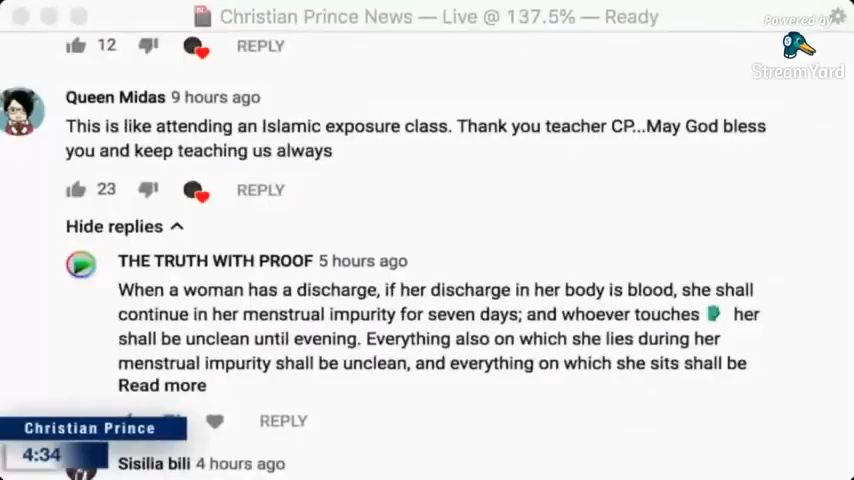 Christian Prince News — Live @ 137.5% — Ready
Powered by
StreamYard
12 REPLY
Queen Midas 9 hours ago
This is like attending an Islamic exposure class. Thank you teacher CP...May God bless
you and keep teaching us always
23 REPLY
Hide replies
THE TRUTH WITH PROOF 5 hours ago
When a woman has a discharge, if her discharge in her body is blood, she shall
continue in her menstrual impurity for seven days; and whoever touches her
shall be unclean until evening. Everything also on which she lies during her
menstrual impurity shall be unclean, and everything on which she sits shall be
Read more
REPLY
Christian Prince
4:34
Sisilia bili 4 hours ago